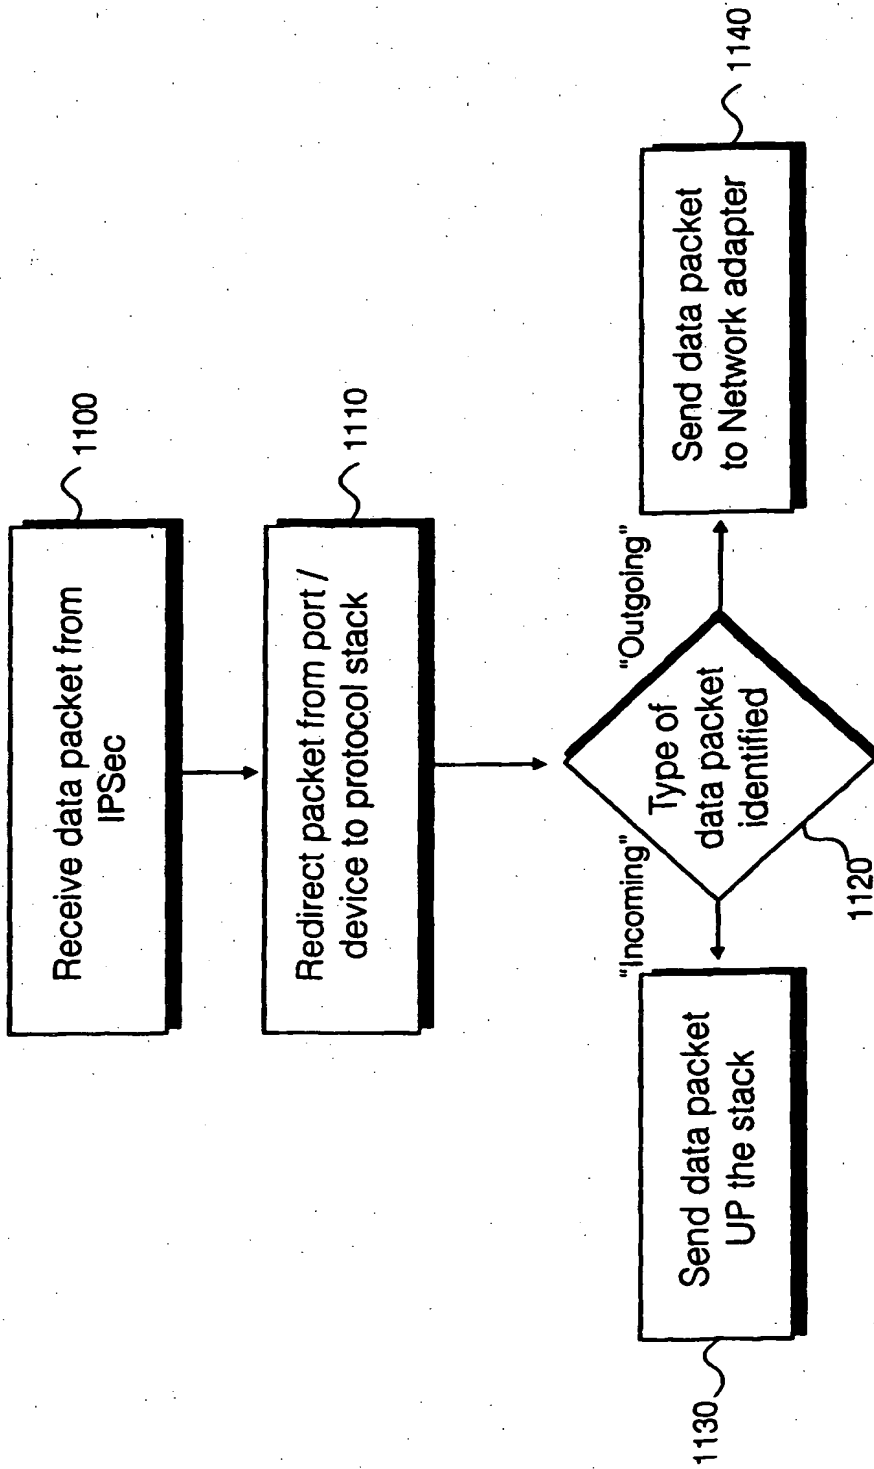 Receive data packet from
IPSec
1100
Redirect packet from port /
device to protocol stack
1110
Type of
data packet
identified
1120
"Incoming"
"Outgoing"
Send data packet
UP the stack
1130
Send data packet
to Network adapter
1140